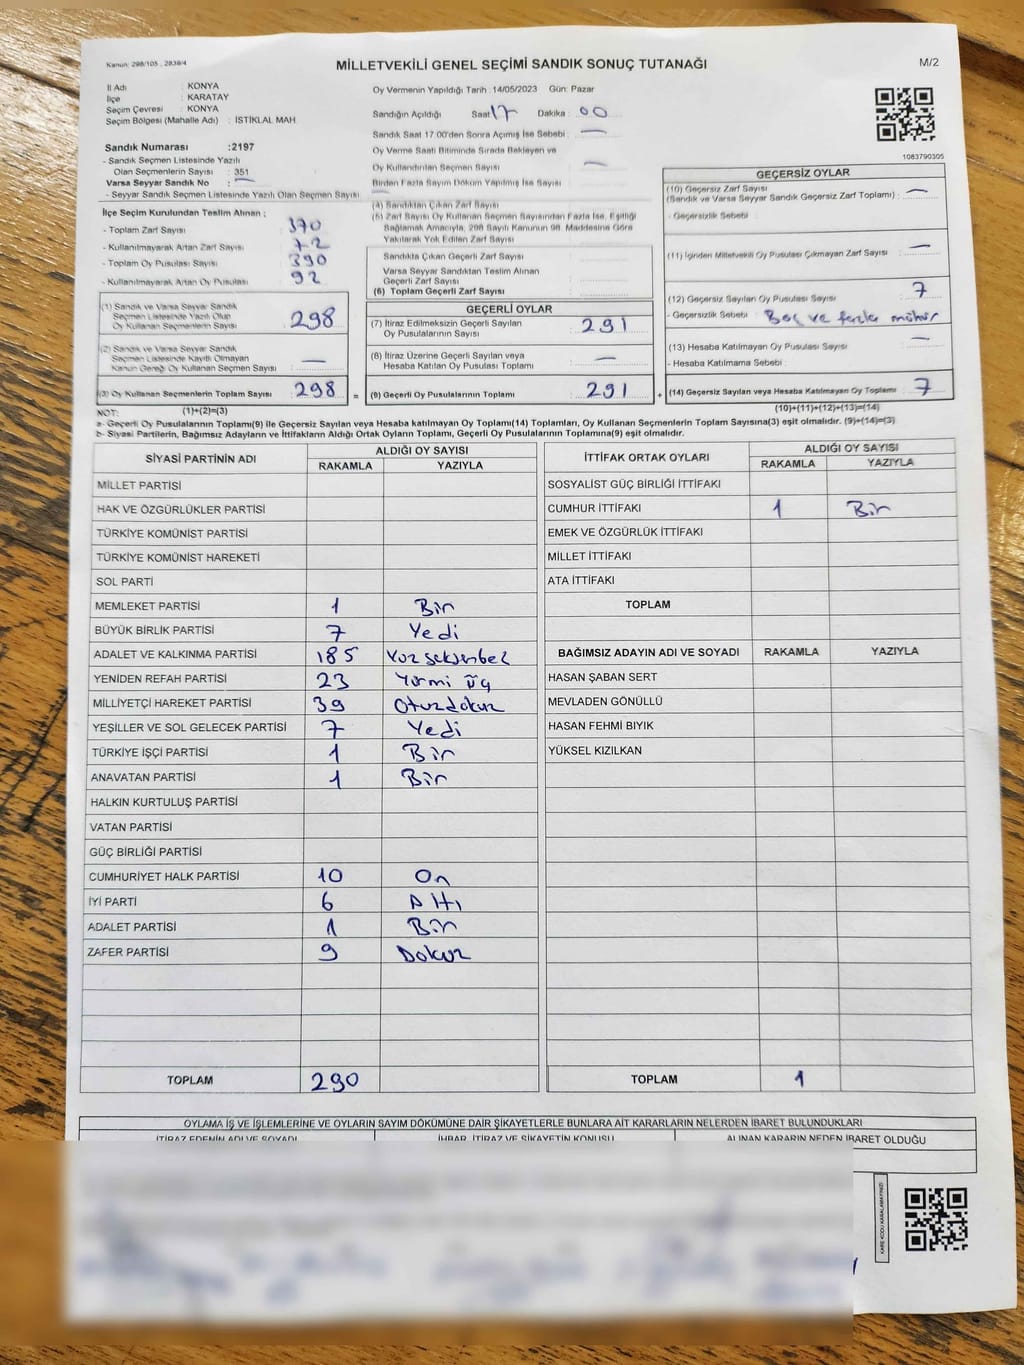 Kanun: 298/105 , 2839/4
MİLLETVEKİLİ GENEL SEÇİMİ SANDIK SONUÇ TUTANAĞI
M/2
İl Adı : KONYA
İlçe : KARATAY
Seçim Çevresi : KONYA
Seçim Bölgesi (Mahalle Adı) : İSTİKLAL MAH
Sandık Numarası :2197
- Sandık Seçmen Listesinde Yazılı
Olan Seçmenlerin Sayısı : 351
Varsa Seyyar Sandık No : —
- Seyyar Sandık Seçmen Listesinde Yazılı Olan Seçmen Sayısı
İlçe Seçim Kurulundan Teslim Alınan ;
- Toplam Zarf Sayısı : 370
- Kullanılmayarak Artan Zarf Sayısı : 72
- Toplam Oy Pusulası Sayısı : 390
- Kullanılmayarak Artan Oy Pusulası : 92
(1) Sandık ve Varsa Seyyar Sandık
Seçmen Listesinde Yazılı Olup
Oy Kullanan Seçmenlerin Sayısı : 298
(2) Sandık ve Varsa Seyyar Sandık
Seçmen Listesinde Kayıtlı Olmayan
Kanun Gereği Oy Kullanan Seçmen Sayısı : —
(3) Oy Kullanan Seçmenlerin Toplam Sayısı : 298
Oy Vermenin Yapıldığı Tarih : 14/05/2023 Gün: Pazar
Sandığın Açıldığı Saat 17 Dakika : 00
Sandık Saat 17.00'den Sonra Açımış İse Sebebi : —
Oy Verme Saati Bitiminde Sırada Bekleyen ve
Oy Kullandırılan Seçmen Sayısı : —
Birden Fazla Sayım Döküm Yapılmış İse Sayısı
(4) Sandıktan Çıkan Zarf Sayısı
(5) Zarf Sayısı Oy Kullanan Seçmen Sayısından Fazla İse, Eşitliği
Sağlamak Amacıyla, 298 Sayılı Kanunun 98. Maddesine Göre
Yakılarak Yok Edilen Zarf Sayısı
Sandıkta Çıkan Geçerli Zarf Sayısı
Varsa Seyyar Sandıktan Teslim Alınan
Geçerli Zarf Sayısı
(6) Toplam Geçerli Zarf Sayısı
GEÇERLİ OYLAR
(7) İtiraz Edilmeksizin Geçerli Sayılan
Oy Pusulalarının Sayısı : 291
(8) İtiraz Üzerine Geçerli Sayılan veya
Hesaba Katılan Oy Pusulası Toplamı : —
= (9) Geçerli Oy Pusulalarının Toplamı : 291
1083790305
GEÇERSİZ OYLAR
(10) Geçersiz Zarf Sayısı
(Sandık ve Varsa Seyyar Sandık Geçersiz Zarf Toplamı) : —
- Geçersizlik Sebebi :
(11) İçinden Milletvekili Oy Pusulası Çıkmayan Zarf Sayısı : —
(12) Geçersiz Sayılan Oy Pusulası Sayısı : 7
- Geçersizlik Sebebi : Boş ve fazla mühür
(13) Hesaba Katılmayan Oy Pusulası Sayısı : —
- Hesaba Katılmama Sebebi :
+ (14) Geçersiz Sayılan veya Hesaba Katılmayan Oy Toplamı : 7
NOT: (1)+(2)=(3) (10)+(11)+(12)+(13)=(14)
a- Geçerli Oy Pusulalarının Toplamı(9) ile Geçersiz Sayılan veya Hesaba katılmayan Oy Toplamı(14) Toplamları, Oy Kullanan Seçmenlerin Toplam Sayısına(3) eşit olmalıdır. (9)+(14)=(3)
b- Siyasi Partilerin, Bağımsız Adayların ve İttifakların Aldığı Ortak Oyların Toplamı, Geçerli Oy Pusulalarının Toplamına(9) eşit olmalıdır.
SİYASİ PARTİNİN ADI
ALDIĞI OY SAYISI
RAKAMLA YAZIYLA
MİLLET PARTİSİ
HAK VE ÖZGÜRLÜKLER PARTİSİ
TÜRKİYE KOMÜNİST PARTİSİ
TÜRKİYE KOMÜNİST HAREKETİ
SOL PARTİ
MEMLEKET PARTİSİ 1 Bir
BÜYÜK BİRLİK PARTİSİ 7 Yedi
ADALET VE KALKINMA PARTİSİ 185 Yüz seksenbeş
YENİDEN REFAH PARTİSİ 23 Yirmi üç
MİLLİYETÇİ HAREKET PARTİSİ 39 Otuzdokuz
YEŞİLLER VE SOL GELECEK PARTİSİ 7 Yedi
TÜRKİYE İŞÇİ PARTİSİ 1 Bir
ANAVATAN PARTİSİ 1 Bir
HALKIN KURTULUŞ PARTİSİ
VATAN PARTİSİ
GÜÇ BİRLİĞİ PARTİSİ
CUMHURİYET HALK PARTİSİ 10 On
İYİ PARTİ 6 Altı
ADALET PARTİSİ 1 Bir
ZAFER PARTİSİ 9 Dokuz
TOPLAM 290
İTTİFAK ORTAK OYLARI
ALDIĞI OY SAYISI
RAKAMLA YAZIYLA
SOSYALİST GÜÇ BİRLİĞİ İTTİFAKI
CUMHUR İTTİFAKI 1 Bir
EMEK VE ÖZGÜRLÜK İTTİFAKI
MİLLET İTTİFAKI
ATA İTTİFAKI
TOPLAM
BAĞIMSIZ ADAYIN ADI VE SOYADI RAKAMLA YAZIYLA
HASAN ŞABAN SERT
MEVLADEN GÖNÜLLÜ
HASAN FEHMİ BIYIK
YÜKSEL KIZILKAN
TOPLAM 1
OYLAMA İŞ VE İŞLEMLERİNE VE OYLARIN SAYIM DÖKÜMÜNE DAİR ŞİKAYETLERLE BUNLARA AİT KARARLARIN NELERDEN İBARET BULUNDUKLARI
İTİRAZ EDENİN ADI VE SOYADI İHBAR, İTİRAZ VE ŞİKAYETİN KONUSU ALINAN KARARIN NEDEN İBARET OLDUĞU
KARE KODU KARALAMAYINIZ!